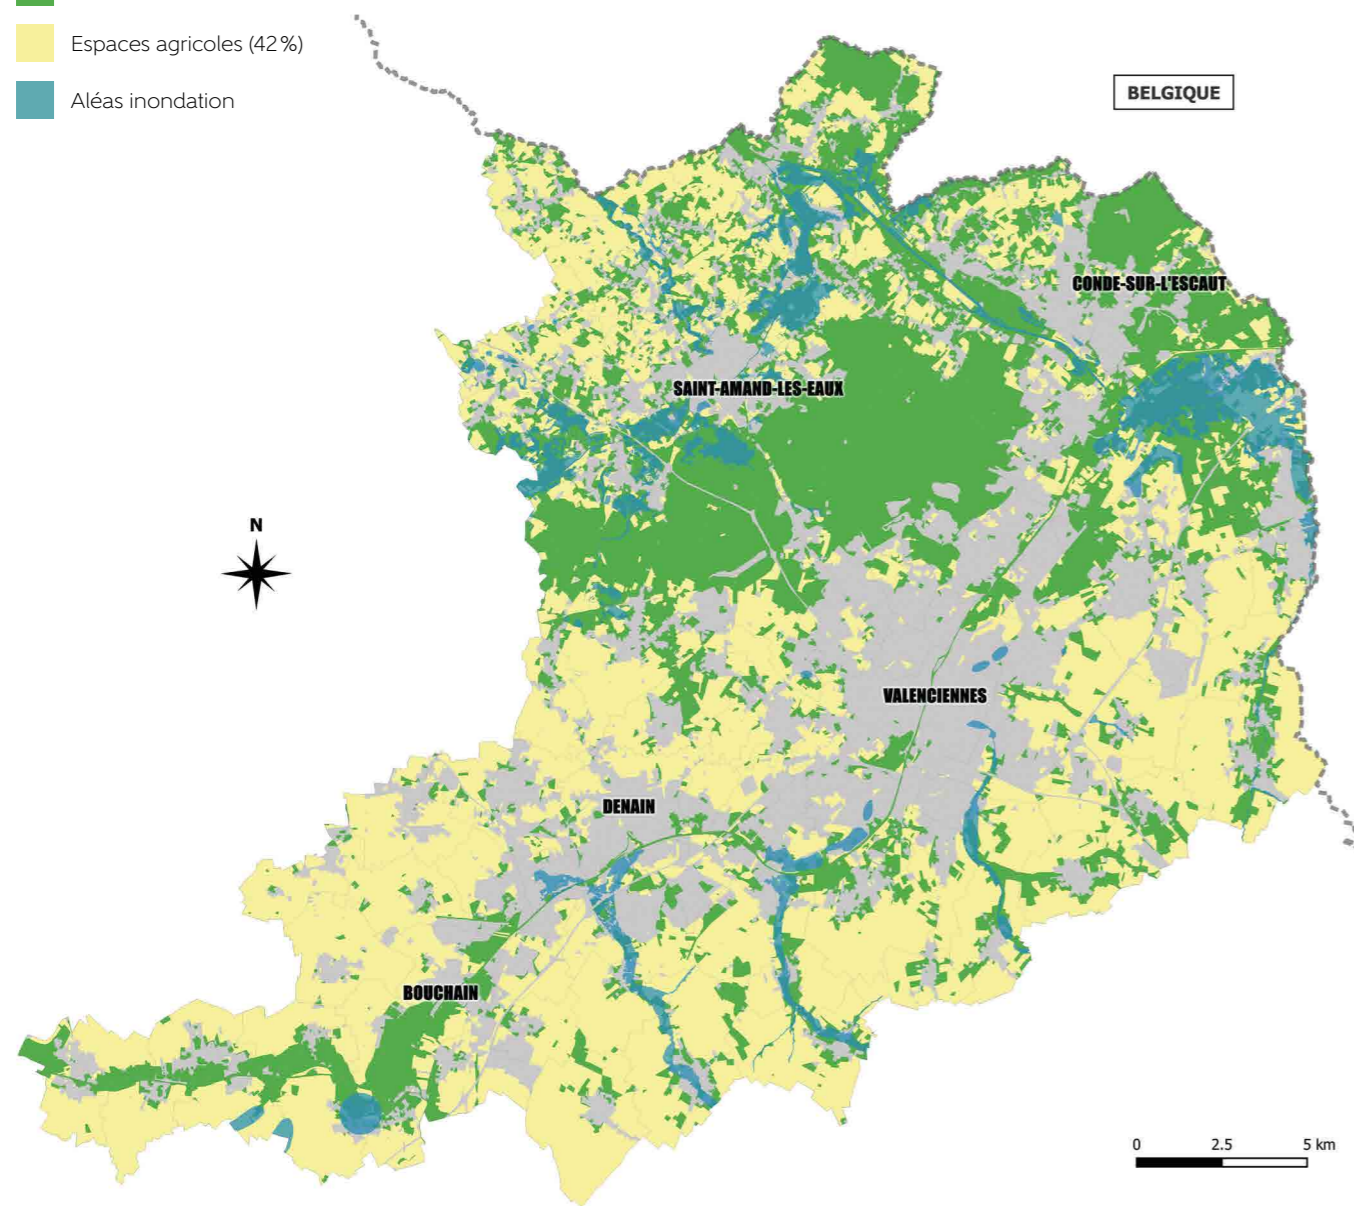 Espaces agricoles (42%)
Aléas inondation
BELGIQUE
CONDE-SUR-L'ESCAUT
SAINT-AMAND-LES-EAUX
N
VALENCIENNES
DENAIN
BOUCHAIN
0 2.5 5 km